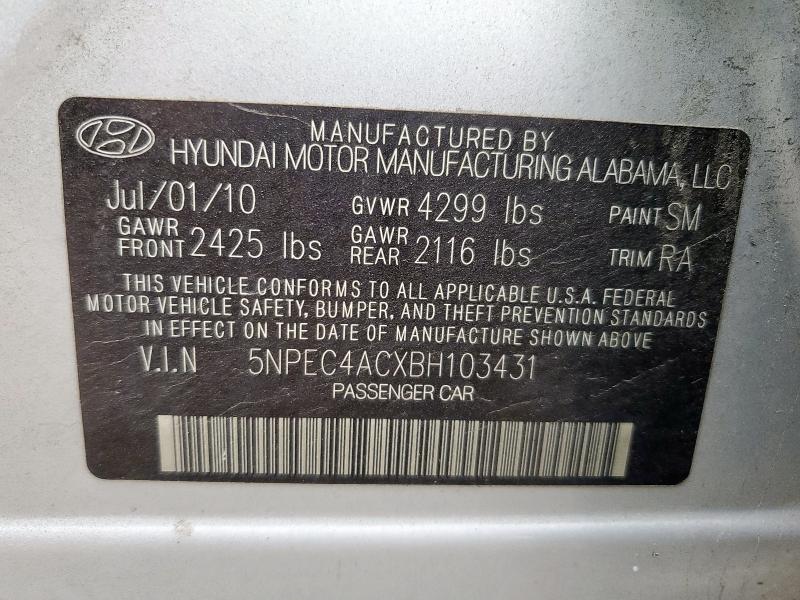 MANUFACTURED BY
HYUNDAI MOTOR MANUFACTURING ALABAMA, LLC
Jul/01/10 GVWR 4299 lbs PAINT SM
GAWR FRONT 2425 lbs GAWR REAR 2116 lbs TRIM RA
THIS VEHICLE CONFORMS TO ALL APPLICABLE U.S.A. FEDERAL
MOTOR VEHICLE SAFETY, BUMPER, AND THEFT PREVENTION STANDARDS
IN EFFECT ON THE DATE OF MANUFACTURE SHOWN ABOVE
V.I.N 5NPEC4ACXBH103431
PASSENGER CAR